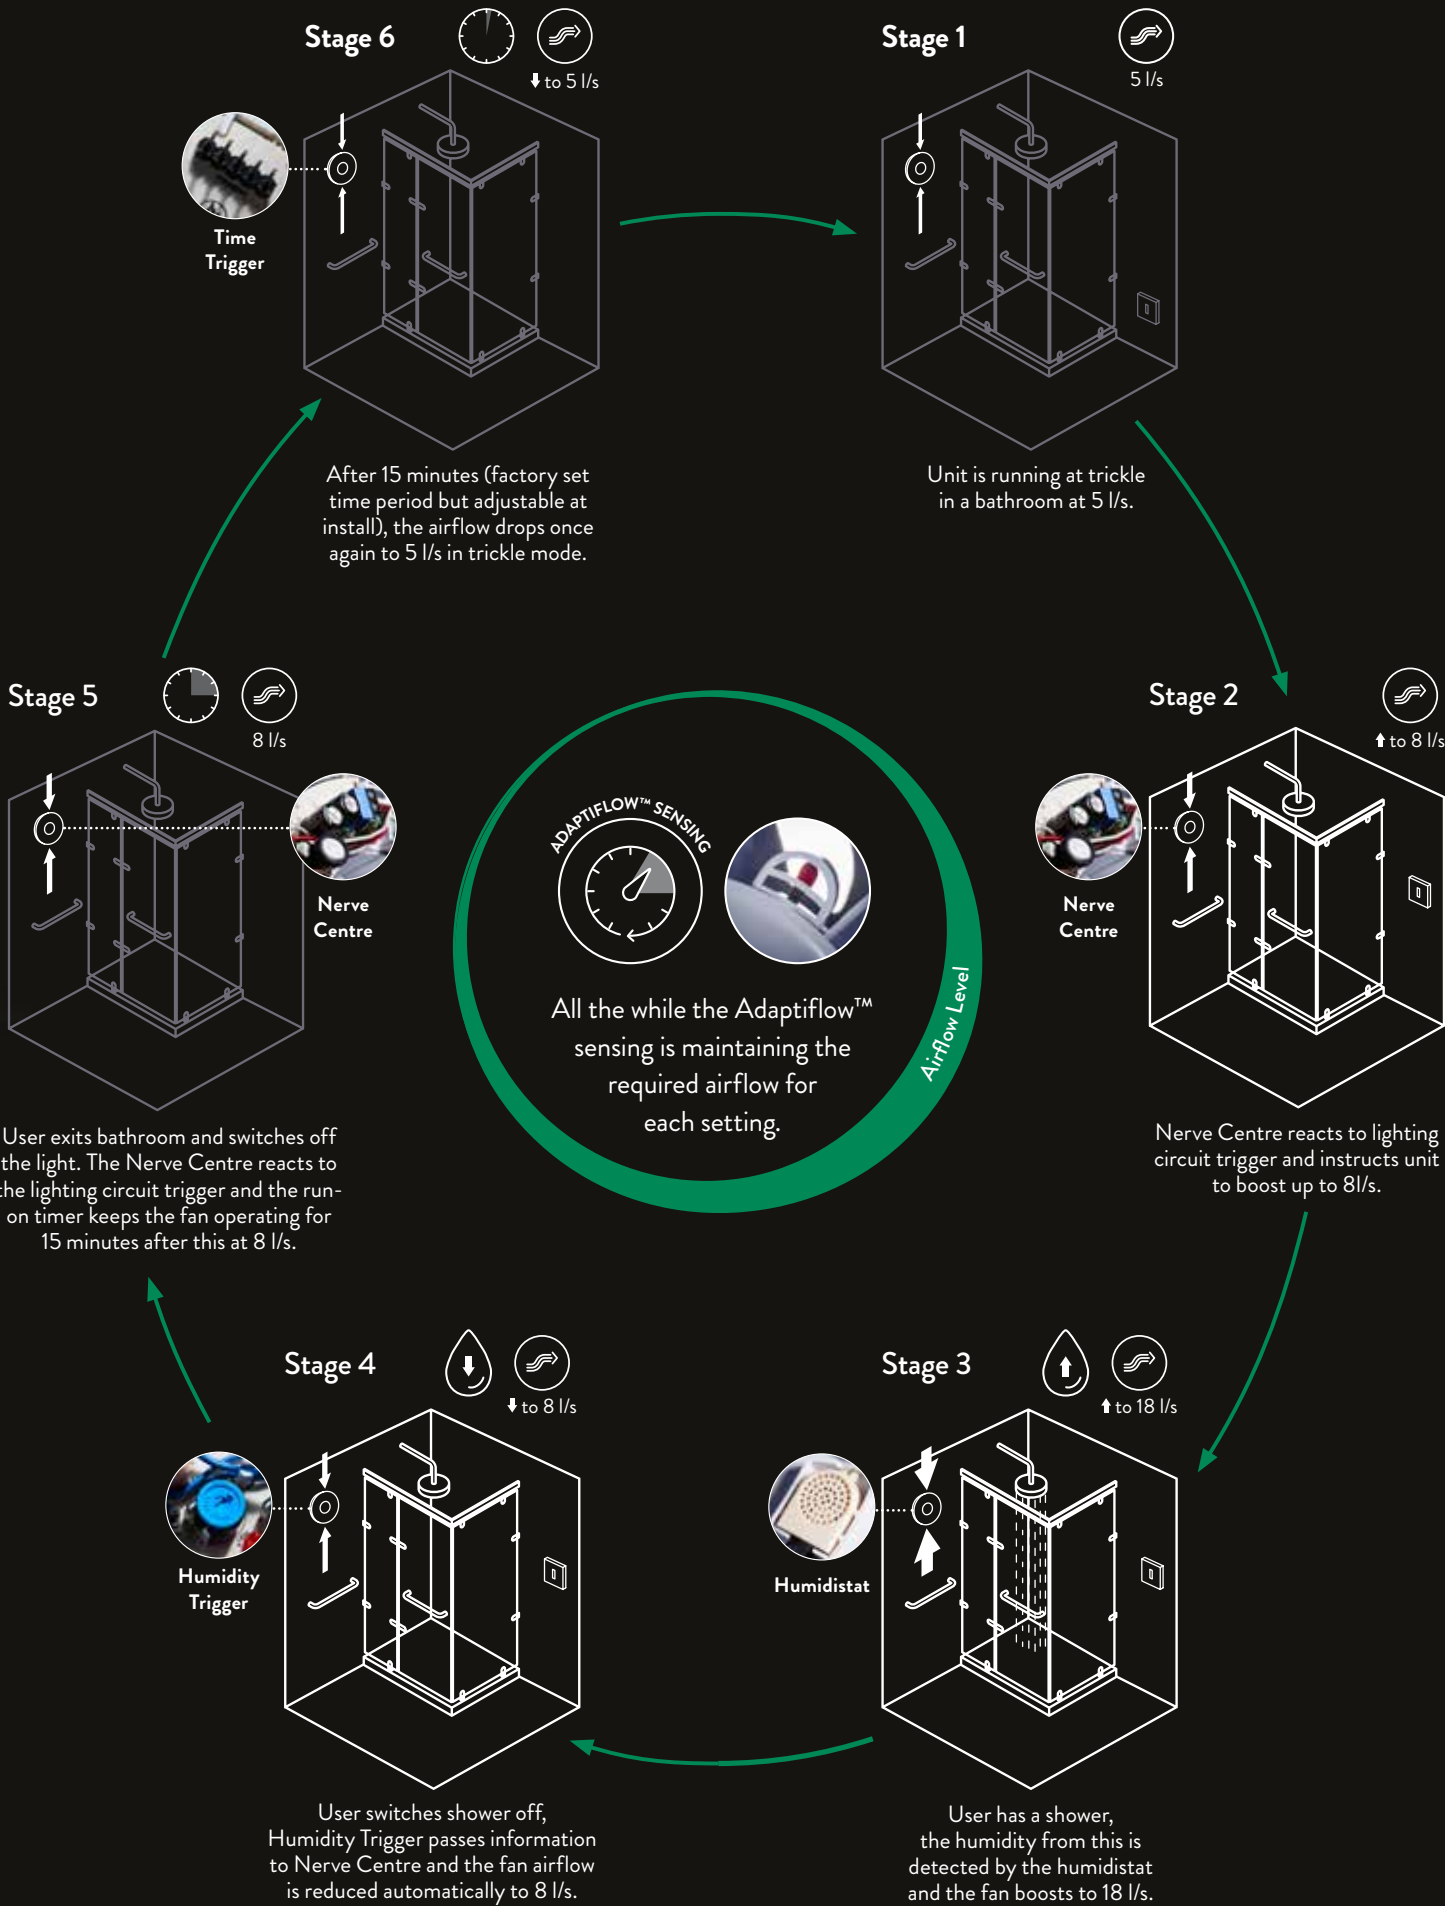 Stage 6
to 5 l/s
Time
Trigger
After 15 minutes (factory set
time period but adjustable at
install), the airflow drops once
again to 5 l/s in trickle mode.
Stage 1
5 l/s
Unit is running at trickle
in a bathroom at 5 l/s.
Stage 2
to 8 l/s
Nerve
Centre
Nerve Centre reacts to lighting
circuit trigger and instructs unit
to boost up to 8l/s.
Stage 3
to 18 l/s
Humidistat
User has a shower,
the humidity from this is
detected by the humidistat
and the fan boosts to 18 l/s.
Stage 4
to 8 l/s
Humidity
Trigger
User switches shower off,
Humidity Trigger passes information
to Nerve Centre and the fan airflow
is reduced automatically to 8 l/s.
Stage 5
8 l/s
Nerve
Centre
User exits bathroom and switches off
the light. The Nerve Centre reacts to
the lighting circuit trigger and the run-
on timer keeps the fan operating for
15 minutes after this at 8 l/s.
ADAPTIFLOW™ SENSING
All the while the Adaptiflow™
sensing is maintaining the
required airflow for
each setting.
Airflow Level